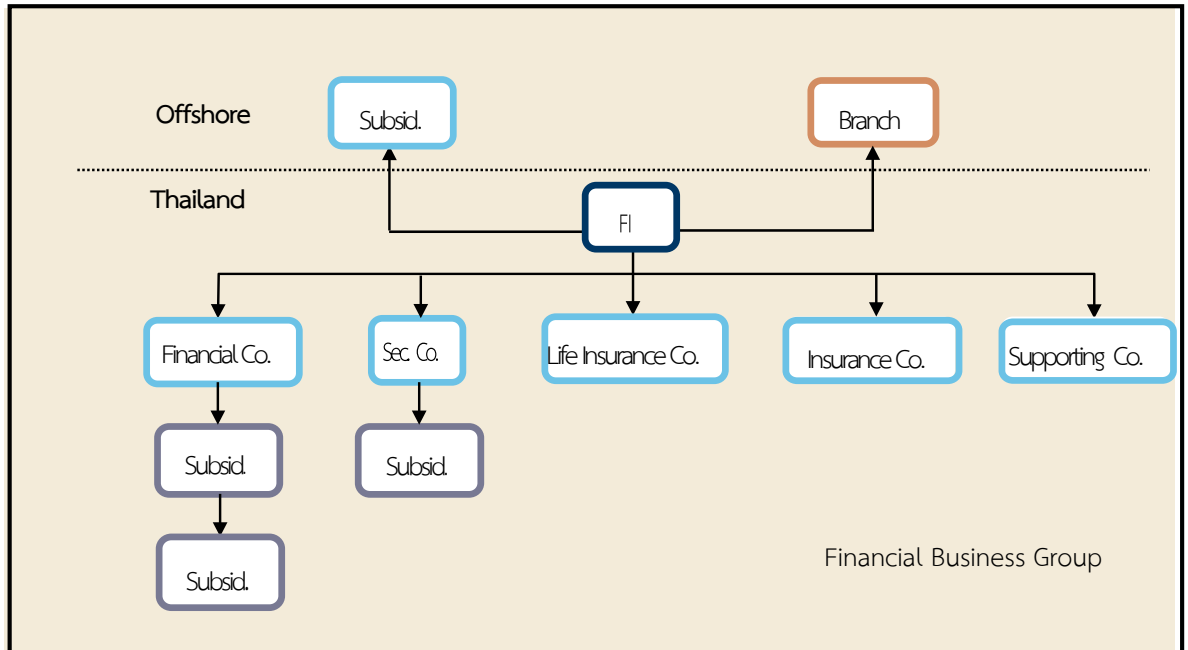 Offshore
Subsid.
Branch
Thailand
FI
Financial Co.
Sec. Co.
Life Insurance Co.
Insurance Co.
Supporting Co.
Subsid.
Subsid.
Subsid.
Financial Business Group